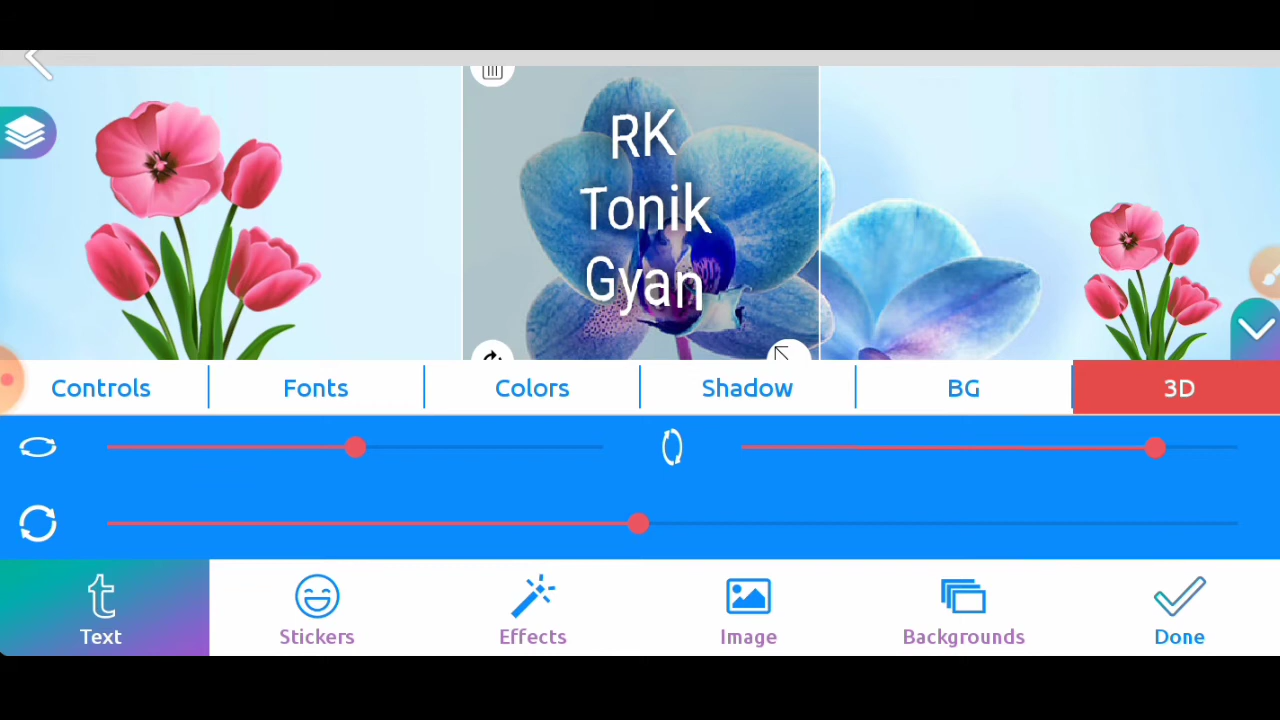 RK
Tonik
Gyan
Controls
Fonts
Colors
Shadow
BG
3D
Text
Stickers
Effects
Image
Backgrounds
Done